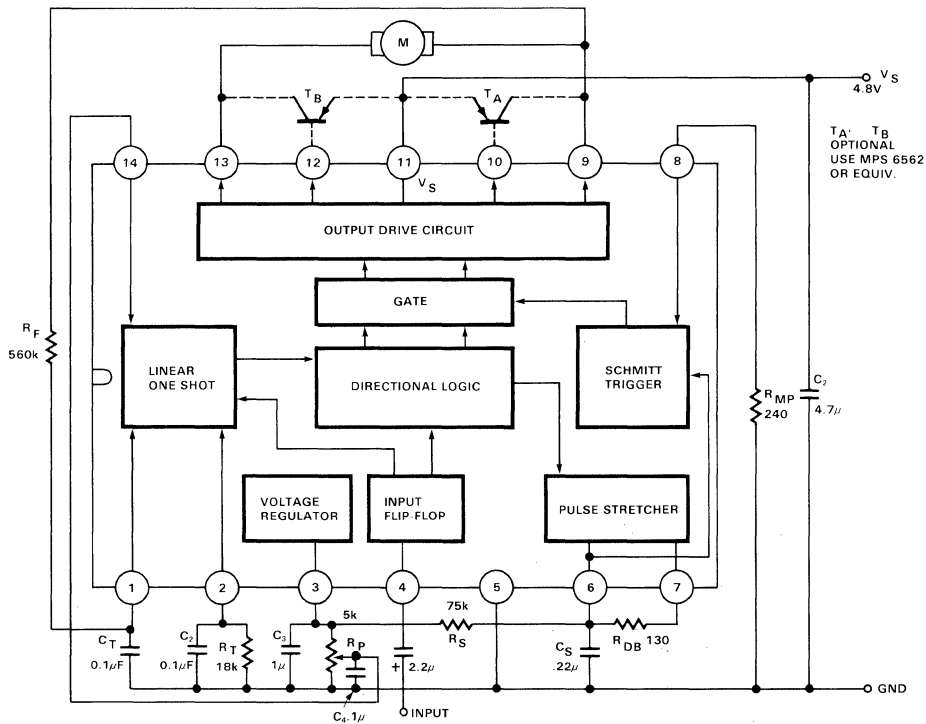 M
T_B
T_A
V_S
4.8V
T_A, T_B
OPTIONAL
USE MPS 6562
OR EQUIV.
14
13
12
11
10
9
8
V_S
OUTPUT DRIVE CIRCUIT
GATE
R_F
560k
LINEAR
ONE SHOT
DIRECTIONAL LOGIC
SCHMITT
TRIGGER
R_MP
240
C_2
4.7μ
VOLTAGE
REGULATOR
INPUT
FLIP-FLOP
PULSE STRETCHER
1
2
3
4
5
6
7
C_T
0.1μF
C_2
0.1μF
R_T
18k
C_3
1μ
5k
R_P
C_4 .1μ
+
2.2μ
75k
R_S
C_S
.22μ
R_DB 130
INPUT
GND